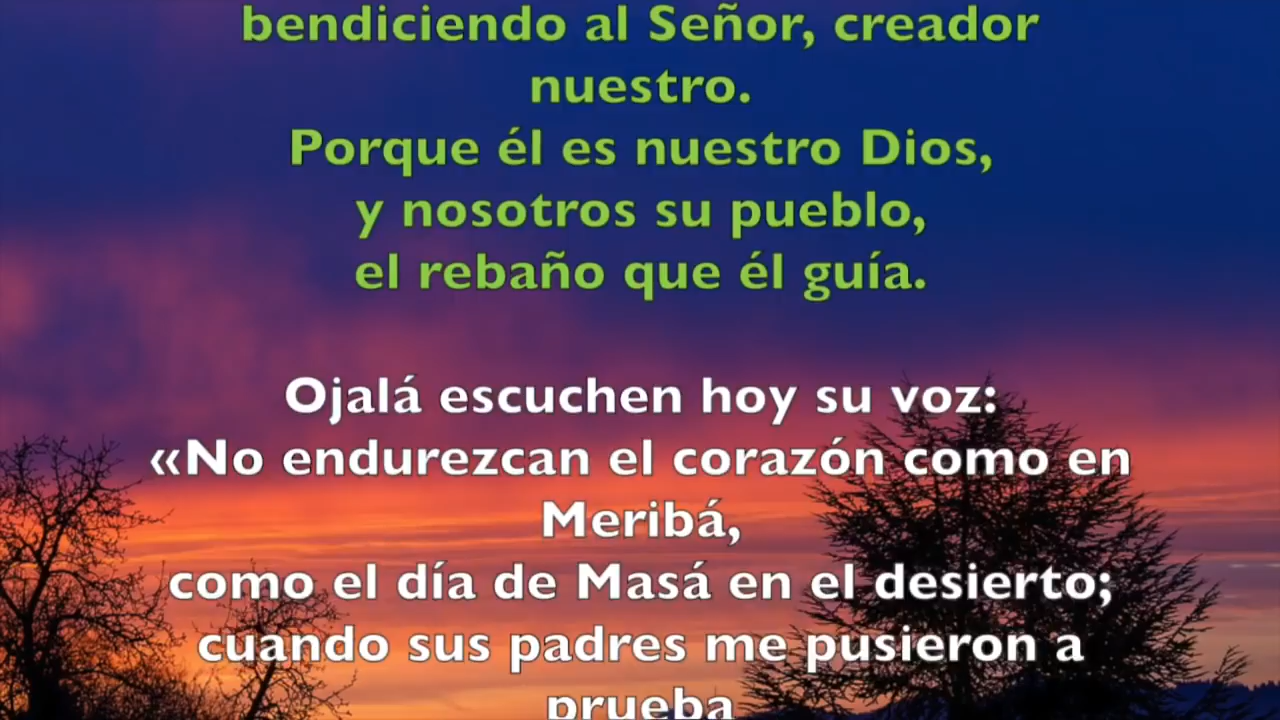 bendiciendo al Señor, creador
nuestro.
Porque él es nuestro Dios,
y nosotros su pueblo,
el rebaño que él guía.
Ojalá escuchen hoy su voz:
«No endurezcan el corazón como en
Meribá,
como el día de Masá en el desierto;
cuando sus padres me pusieron a
prueba